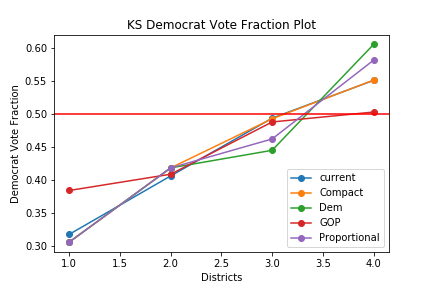 KS Democrat Vote Fraction Plot
Democrat Vote Fraction
0.60
0.55
0.50
0.45
0.40
0.35
0.30
current
Compact
Dem
GOP
Proportional
1.0 1.5 2.0 2.5 3.0 3.5 4.0
Districts